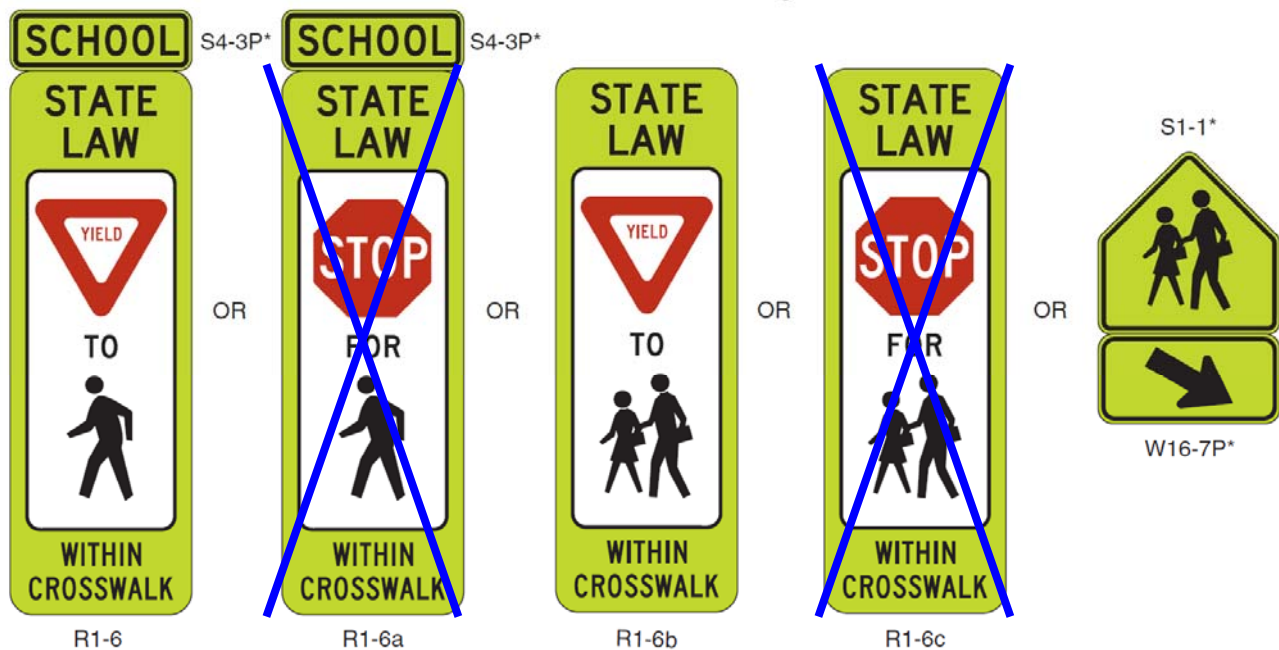 SCHOOL
S4-3P*
STATE
LAW
YIELD
TO
WITHIN
CROSSWALK
R1-6
OR
SCHOOL
S4-3P*
STATE
LAW
STOP
FOR
WITHIN
CROSSWALK
R1-6a
OR
STATE
LAW
YIELD
TO
WITHIN
CROSSWALK
R1-6b
OR
STATE
LAW
STOP
FOR
WITHIN
CROSSWALK
R1-6c
OR
S1-1*
W16-7P*